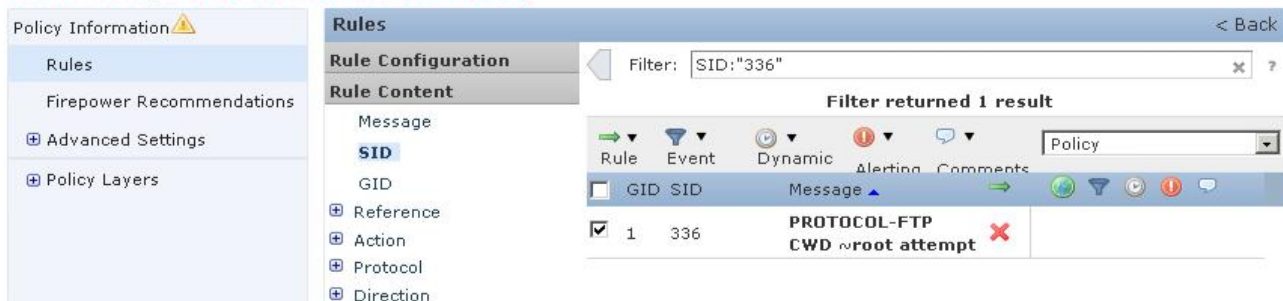 Policy Information
Rules
Firepower Recommendations
Advanced Settings
Policy Layers
Rules
< Back
Rule Configuration
Rule Content
Message
SID
GID
Reference
Action
Protocol
Direction
Filter: SID:"336" ?
Filter returned 1 result
Rule Event Dynamic Alerting Comments Policy
GID SID Message
1 336 PROTOCOL-FTP
CWD ~root attempt